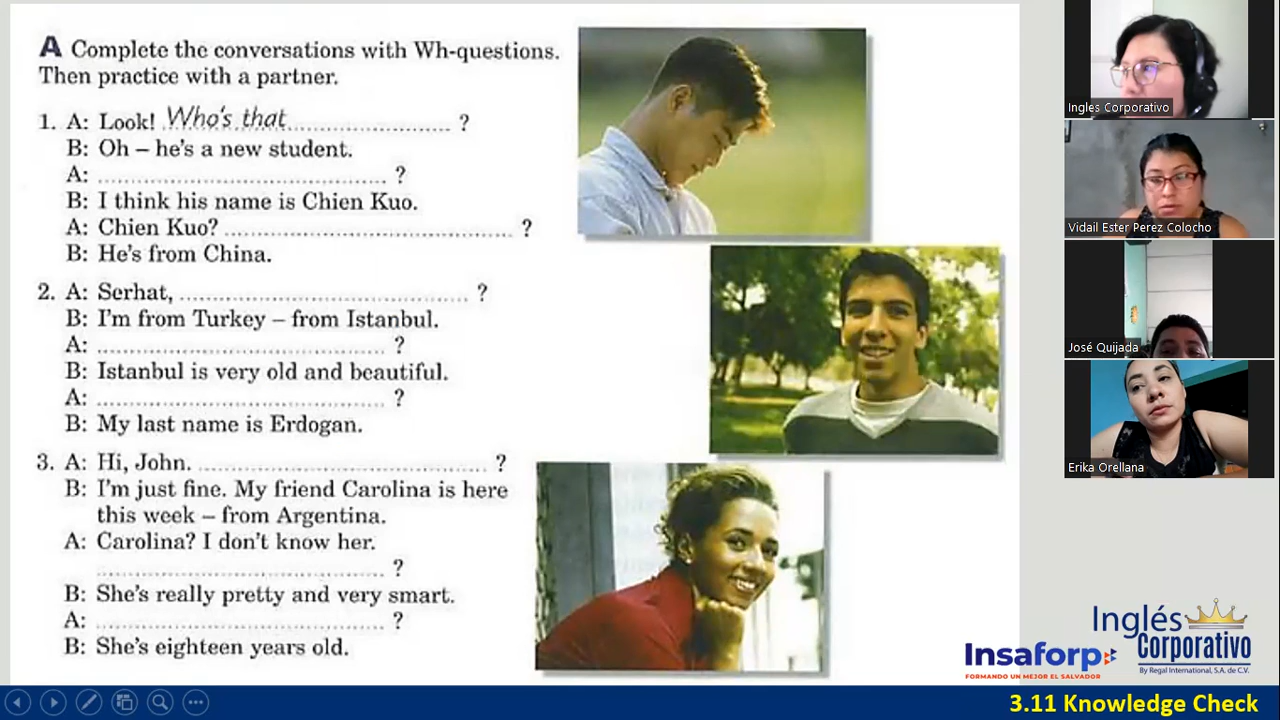 A Complete the conversations with Wh-questions.
Then practice with a partner.
1. A: Look! Who's that ?
B: Oh – he's a new student.
A: ?
B: I think his name is Chien Kuo.
A: Chien Kuo? ?
B: He's from China.
2. A: Serhat, ?
B: I'm from Turkey – from Istanbul.
A: ?
B: Istanbul is very old and beautiful.
A: ?
B: My last name is Erdogan.
3. A: Hi, John. ?
B: I'm just fine. My friend Carolina is here
this week – from Argentina.
A: Carolina? I don't know her.
?
B: She's really pretty and very smart.
A: ?
B: She's eighteen years old.
Ingles Corporativo
Vidail Ester Perez Colocho
José Quijada
Erika Orellana
Insaforp
FORMANDO UN MEJOR EL SALVADOR
Inglés
Corporativo
By Regal International, S.A. de C.V.
3.11 Knowledge Check